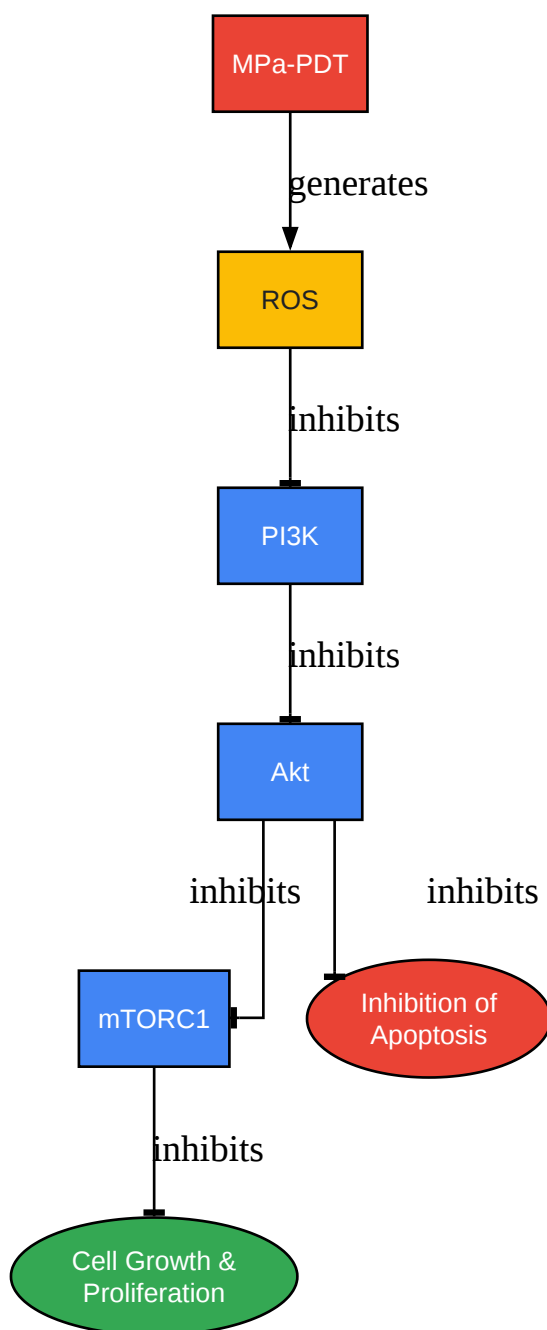 MPa-PDT
generates
ROS
inhibits
PI3K
inhibits
Akt
inhibits
inhibits
mTORC1
Inhibition of
Apoptosis
inhibits
Cell Growth &
Proliferation